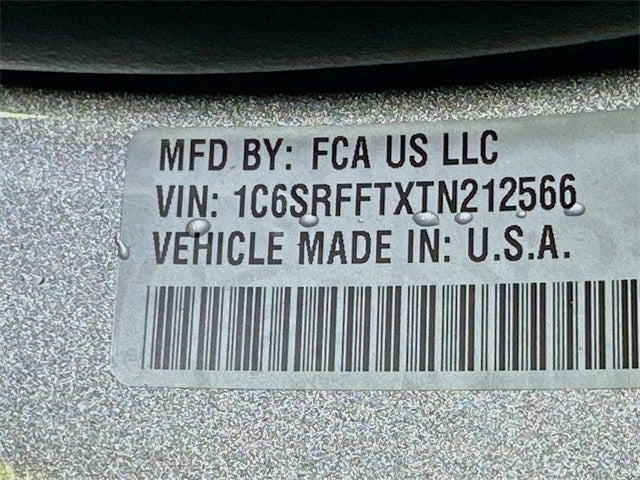 MFD BY: FCA US LLC
VIN: 1C6SRFFTXTN212566
VEHICLE MADE IN: U.S.A.